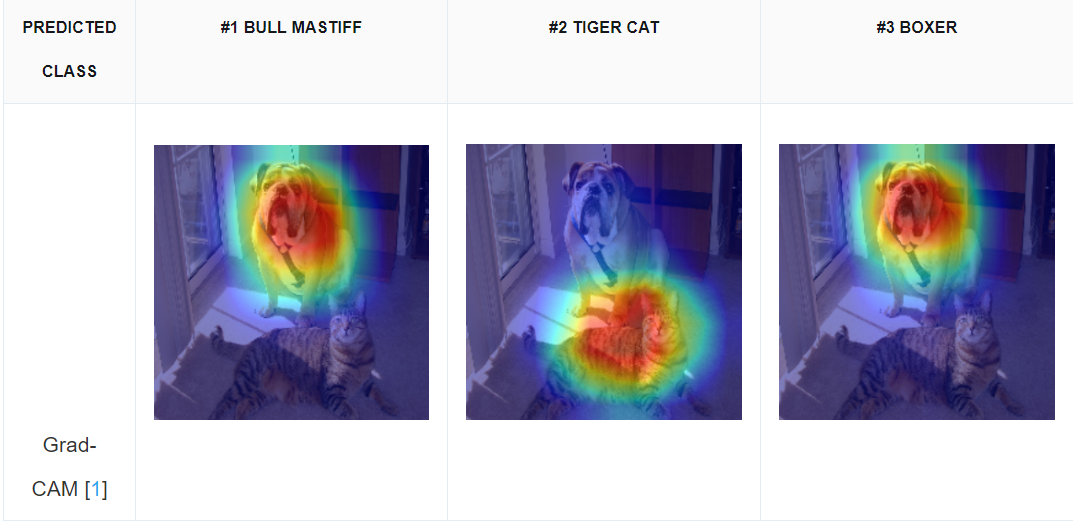 PREDICTED
CLASS
#1 BULL MASTIFF
#2 TIGER CAT
#3 BOXER
Grad-
CAM [1]